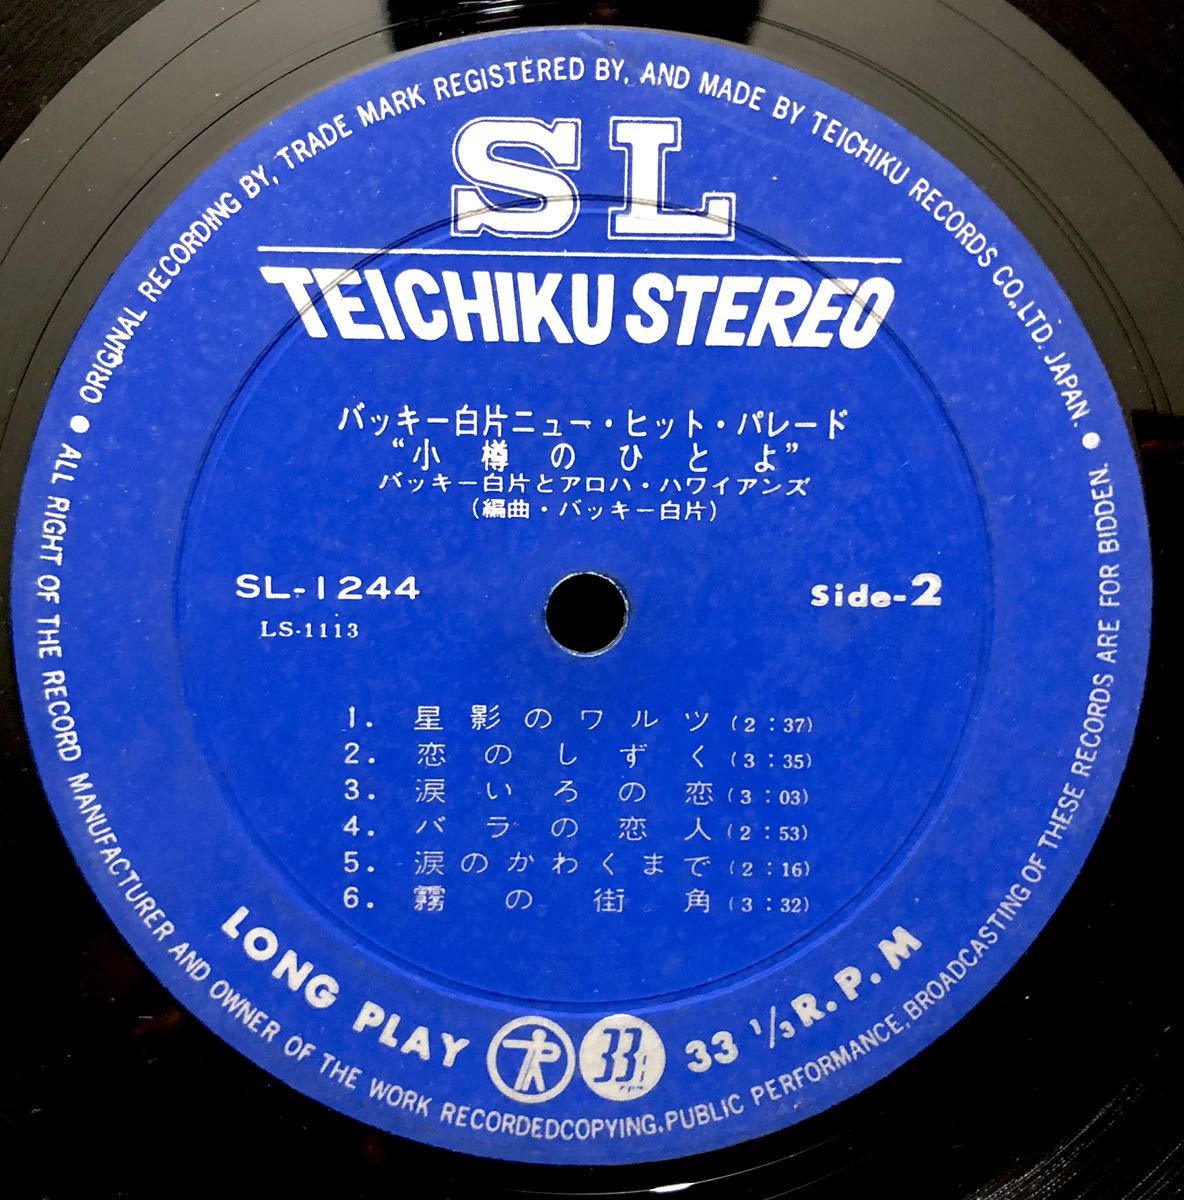 ● ORIGINAL RECORDING BY, TRADE MARK REGISTERED BY, AND MADE BY TEICHIKU RECORDS CO.,LTD. JAPAN. ●
SL
TEICHIKU STEREO
バッキー白片ニュー・ヒット・パレード
“小樽のひとよ”
バッキー白片とアロハ・ハワイアンズ
(編曲・バッキー白片)
SL-1244
LS-1113
Side-2
1. 星影のワルツ (2:37)
2. 恋のしずく (3:35)
3. 涙いろの恋 (3:03)
4. バラの恋人 (2:53)
5. 涙のかわくまで (2:16)
6. 霧の街角 (3:32)
LONG PLAY
33
33 1/3 R.P.M
ALL RIGHT OF THE RECORD MANUFACTURER AND OWNER OF THE WORK RECORDEDCOPYING, PUBLIC PERFORMANCE, BROADCASTING OF THESE RECORDS ARE FOR BIDDEN.